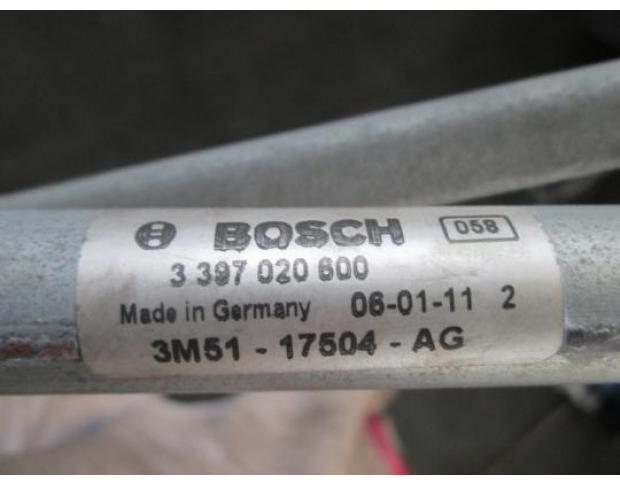 BOSCH 058
3 397 020 600
Made in Germany 06-01-11 2
3M51 - 17504 - AG